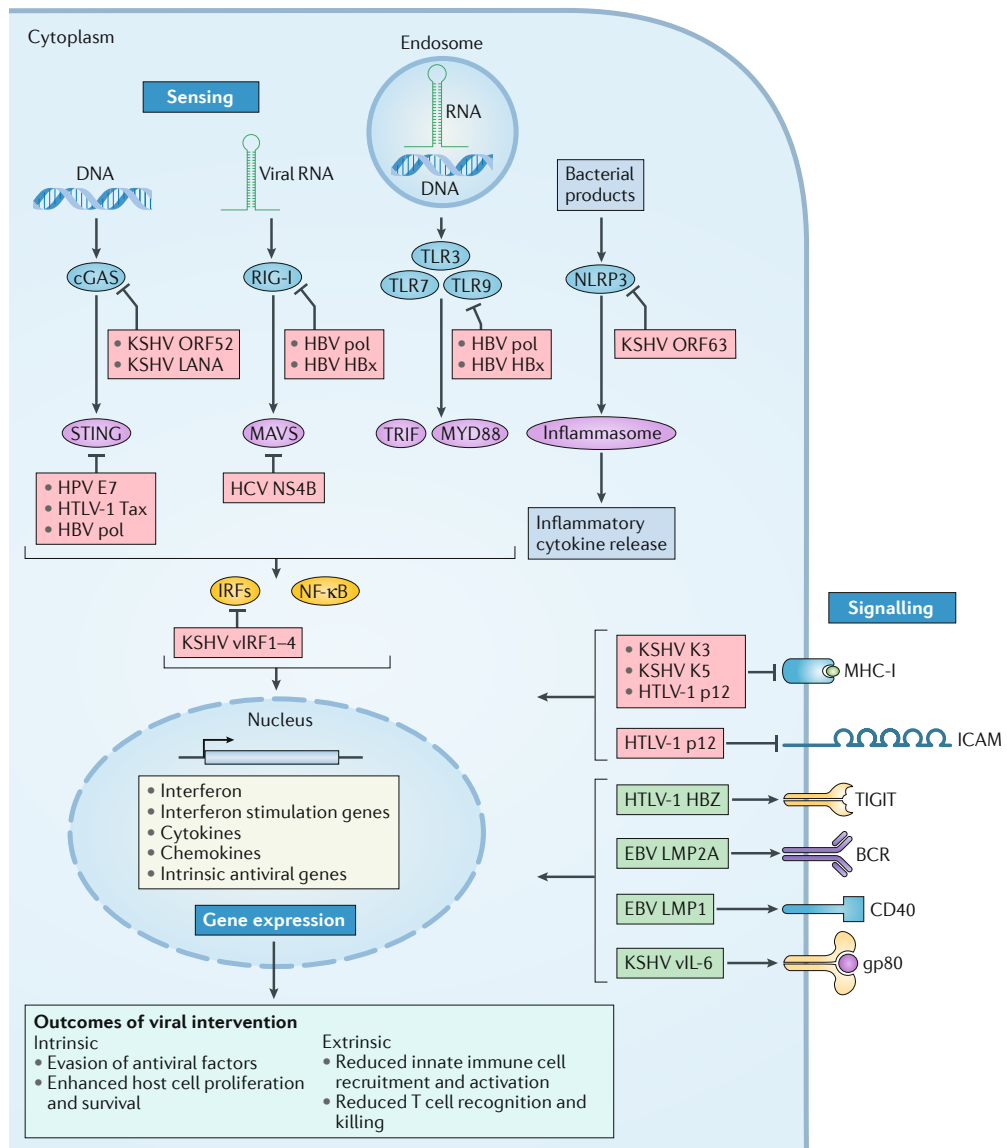 Cytoplasm
Endosome
Sensing
RNA
DNA
DNA
Viral RNA
Bacterial
products
cGAS
RIG-I
TLR3
TLR7
TLR9
NLRP3
• KSHV ORF52
• KSHV LANA
• HBV pol
• HBV HBx
• HBV pol
• HBV HBx
KSHV ORF63
STING
MAVS
TRIF
MYD88
Inflammasome
• HPV E7
• HTLV-1 Tax
• HBV pol
HCV NS4B
Inflammatory
cytokine release
IRFs
NF-κB
KSHV vIRF1–4
Signalling
• KSHV K3
• KSHV K5
• HTLV-1 p12
MHC-I
HTLV-1 p12
ICAM
HTLV-1 HBZ
TIGIT
EBV LMP2A
BCR
EBV LMP1
CD40
KSHV vIL-6
gp80
Nucleus
• Interferon
• Interferon stimulation genes
• Cytokines
• Chemokines
• Intrinsic antiviral genes
Gene expression
Outcomes of viral intervention
Intrinsic
• Evasion of antiviral factors
• Enhanced host cell proliferation
and survival
Extrinsic
• Reduced innate immune cell
recruitment and activation
• Reduced T cell recognition and
killing